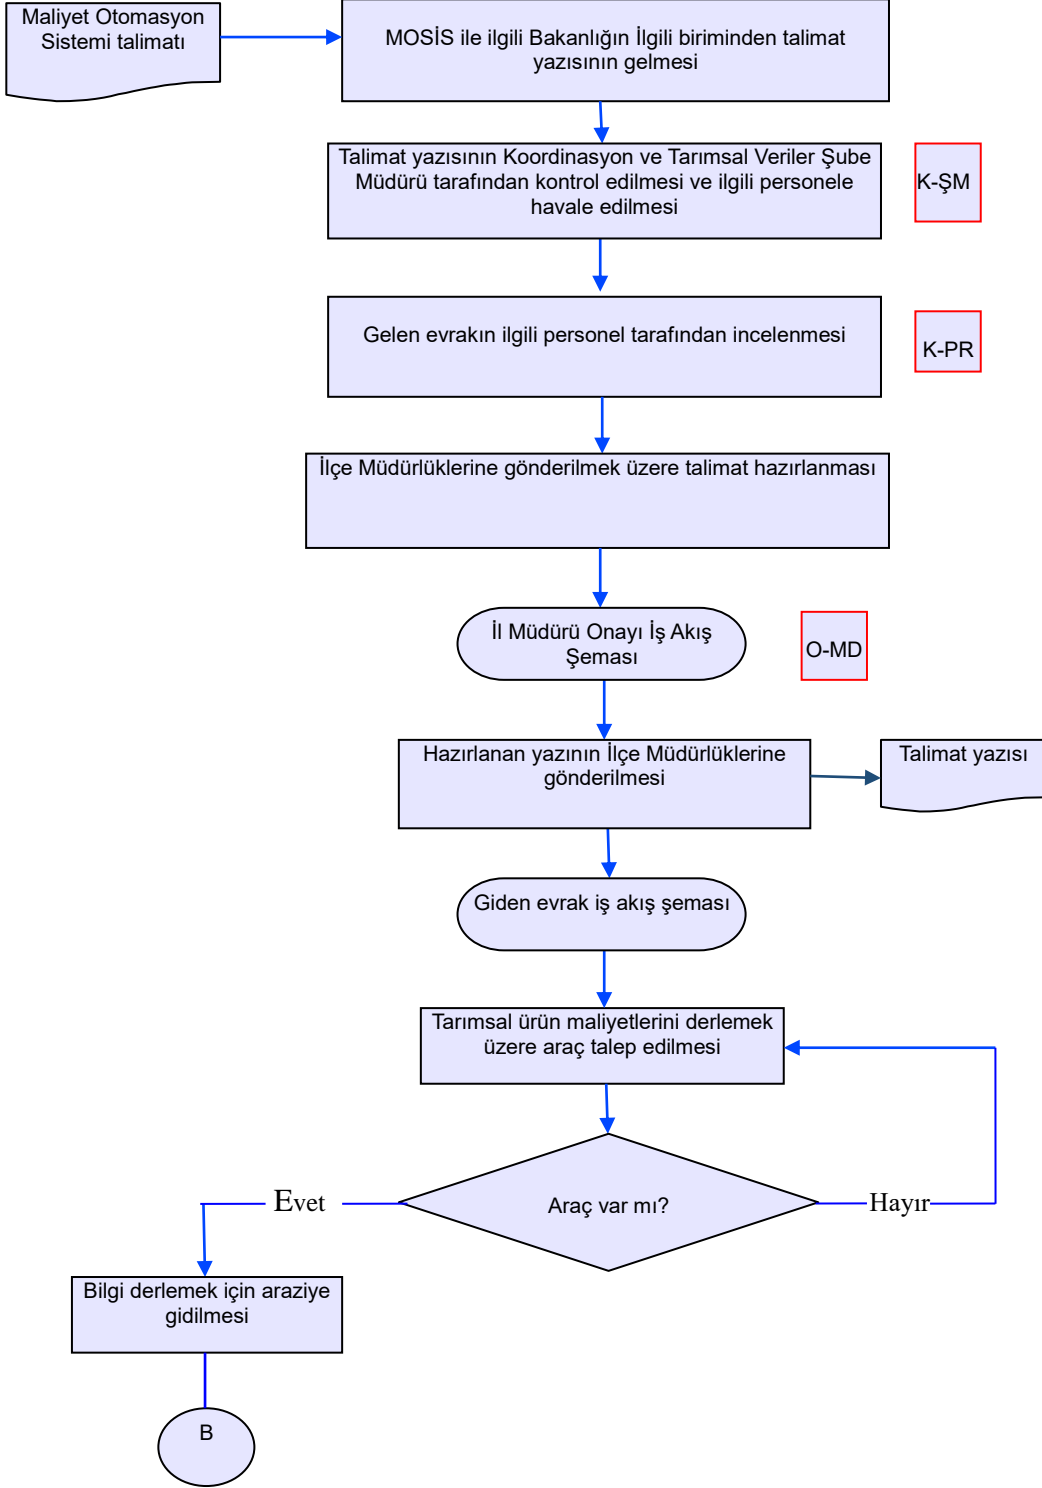 Maliyet Otomasyon
Sistemi talimatı
MOSİS ile ilgili Bakanlığın İlgili biriminden talimat
yazısının gelmesi
Talimat yazısının Koordinasyon ve Tarımsal Veriler Şube
Müdürü tarafından kontrol edilmesi ve ilgili personele
havale edilmesi
K-ŞM
Gelen evrakın ilgili personel tarafından incelenmesi
K-PR
İlçe Müdürlüklerine gönderilmek üzere talimat hazırlanması
İl Müdürü Onayı İş Akış
Şeması
O-MD
Hazırlanan yazının İlçe Müdürlüklerine
gönderilmesi
Talimat yazısı
Giden evrak iş akış şeması
Tarımsal ürün maliyetlerini derlemek
üzere araç talep edilmesi
Evet
Araç var mı?
Hayır
Bilgi derlemek için araziye
gidilmesi
B